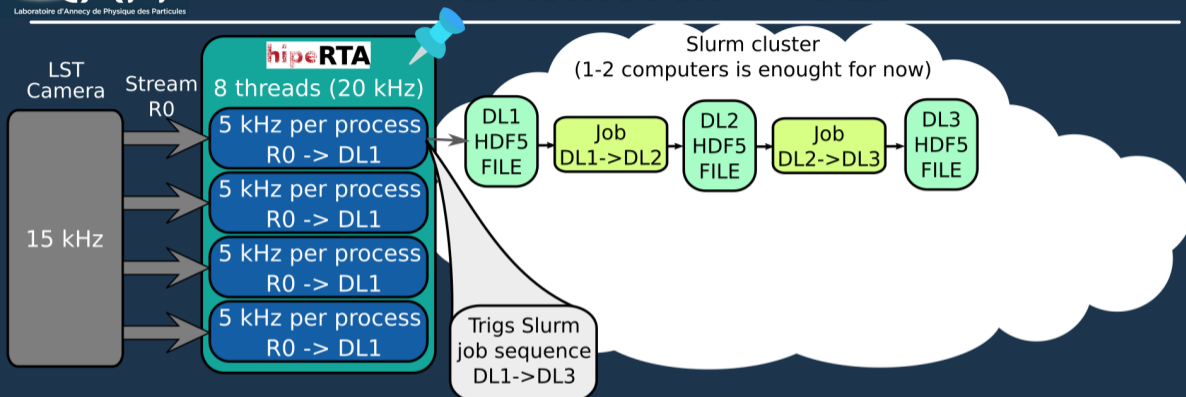 Laboratoire d'Annecy de Physique des Particules
LST
Camera
15 kHz
Stream
R0
hipeRTA
8 threads (20 kHz)
5 kHz per process
R0 -> DL1
5 kHz per process
R0 -> DL1
5 kHz per process
R0 -> DL1
5 kHz per process
R0 -> DL1
Slurm cluster
(1-2 computers is enought for now)
DL1
HDF5
FILE
Job
DL1->DL2
DL2
HDF5
FILE
Job
DL2->DL3
DL3
HDF5
FILE
Trigs Slurm
job sequence
DL1->DL3